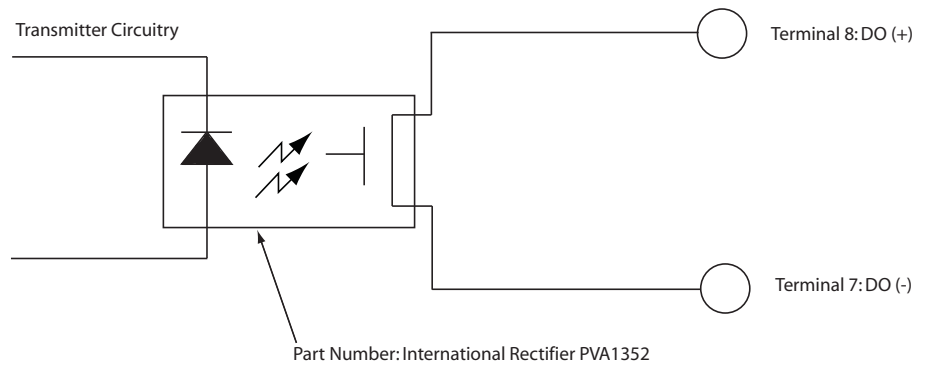 Transmitter Circuitry
Terminal 8: DO (+)
Terminal 7: DO (-)
Part Number: International Rectifier PVA1352